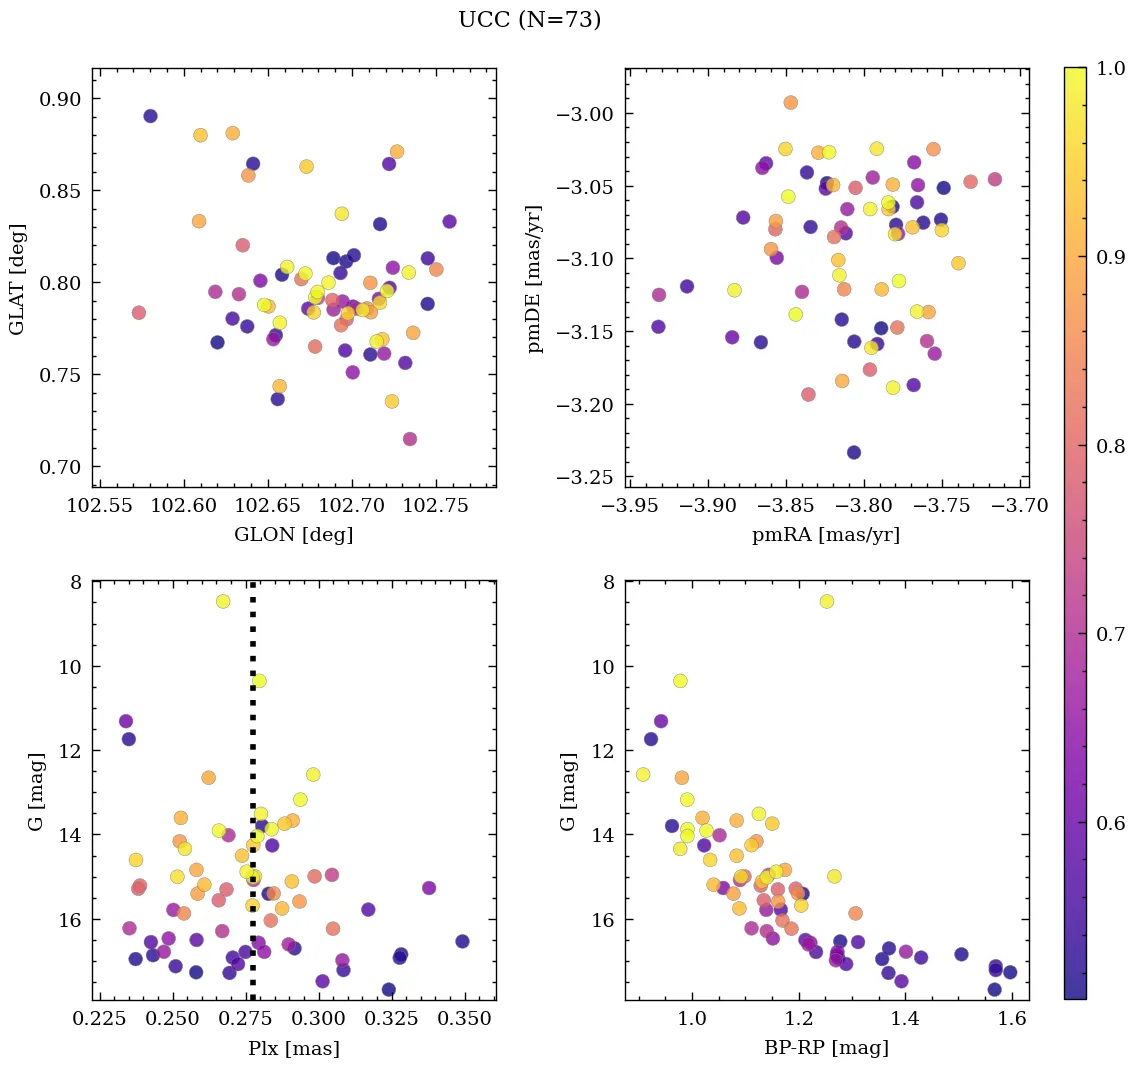 UCC (N=73)
0.90
0.85
0.80
0.75
0.70
GLAT [deg]
102.55 102.60 102.65 102.70 102.75
GLON [deg]
−3.00
−3.05
−3.10
−3.15
−3.20
−3.25
pmDE [mas/yr]
−3.95 −3.90 −3.85 −3.80 −3.75 −3.70
pmRA [mas/yr]
8
10
12
14
16
G [mag]
0.225 0.250 0.275 0.300 0.325 0.350
Plx [mas]
8
10
12
14
16
G [mag]
1.0 1.2 1.4 1.6
BP-RP [mag]
1.0
0.9
0.8
0.7
0.6